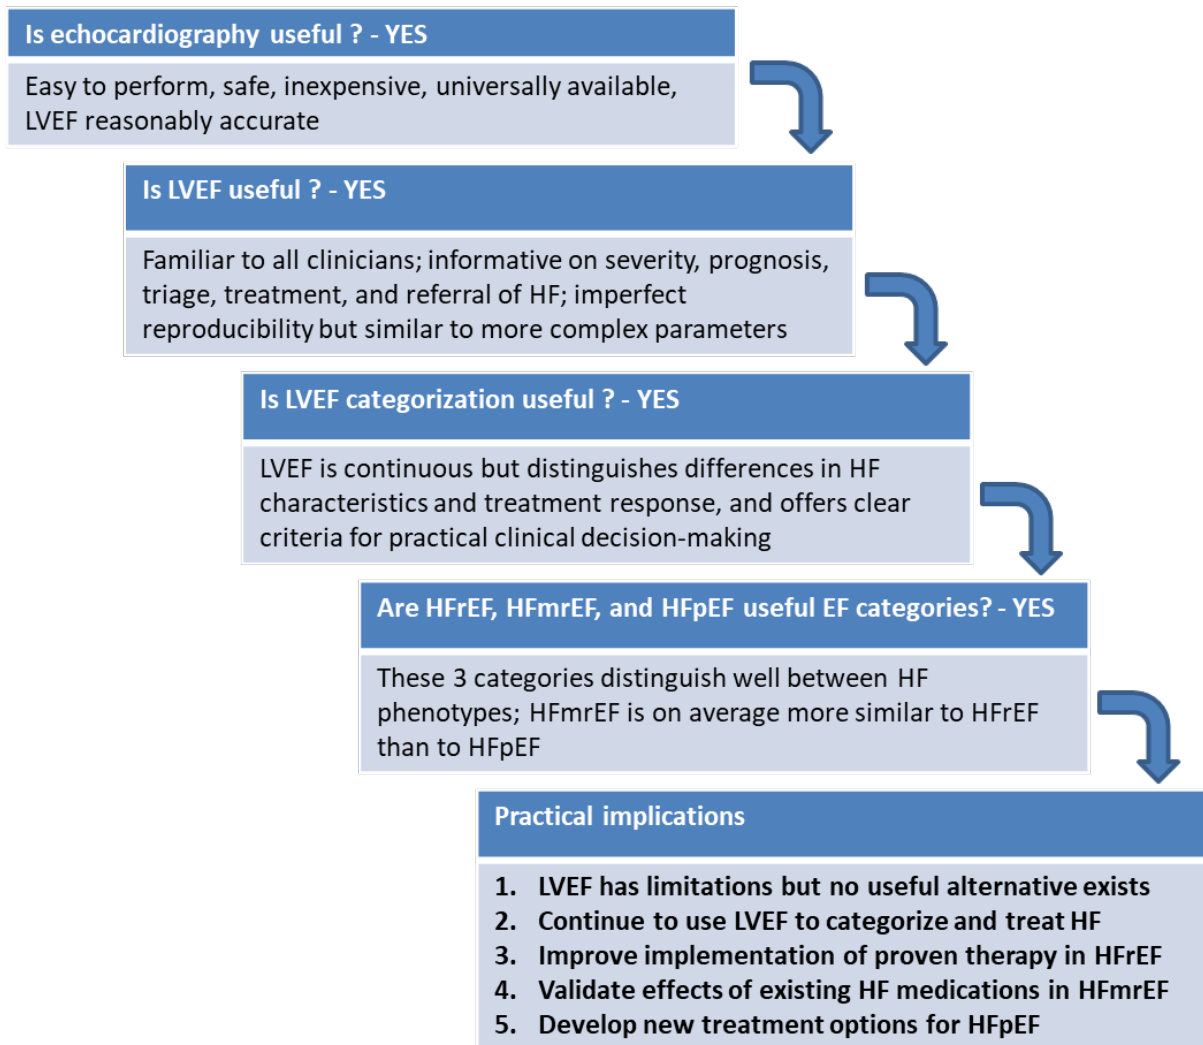 Is echocardiography useful ? - YES
Easy to perform, safe, inexpensive, universally available,
LVEF reasonably accurate
Is LVEF useful ? - YES
Familiar to all clinicians; informative on severity, prognosis,
triage, treatment, and referral of HF; imperfect
reproducibility but similar to more complex parameters
Is LVEF categorization useful ? - YES
LVEF is continuous but distinguishes differences in HF
characteristics and treatment response, and offers clear
criteria for practical clinical decision-making
Are HFrEF, HFmrEF, and HFpEF useful EF categories? - YES
These 3 categories distinguish well between HF
phenotypes; HFmrEF is on average more similar to HFrEF
than to HFpEF
Practical implications
1. LVEF has limitations but no useful alternative exists
2. Continue to use LVEF to categorize and treat HF
3. Improve implementation of proven therapy in HFrEF
4. Validate effects of existing HF medications in HFmrEF
5. Develop new treatment options for HFpEF